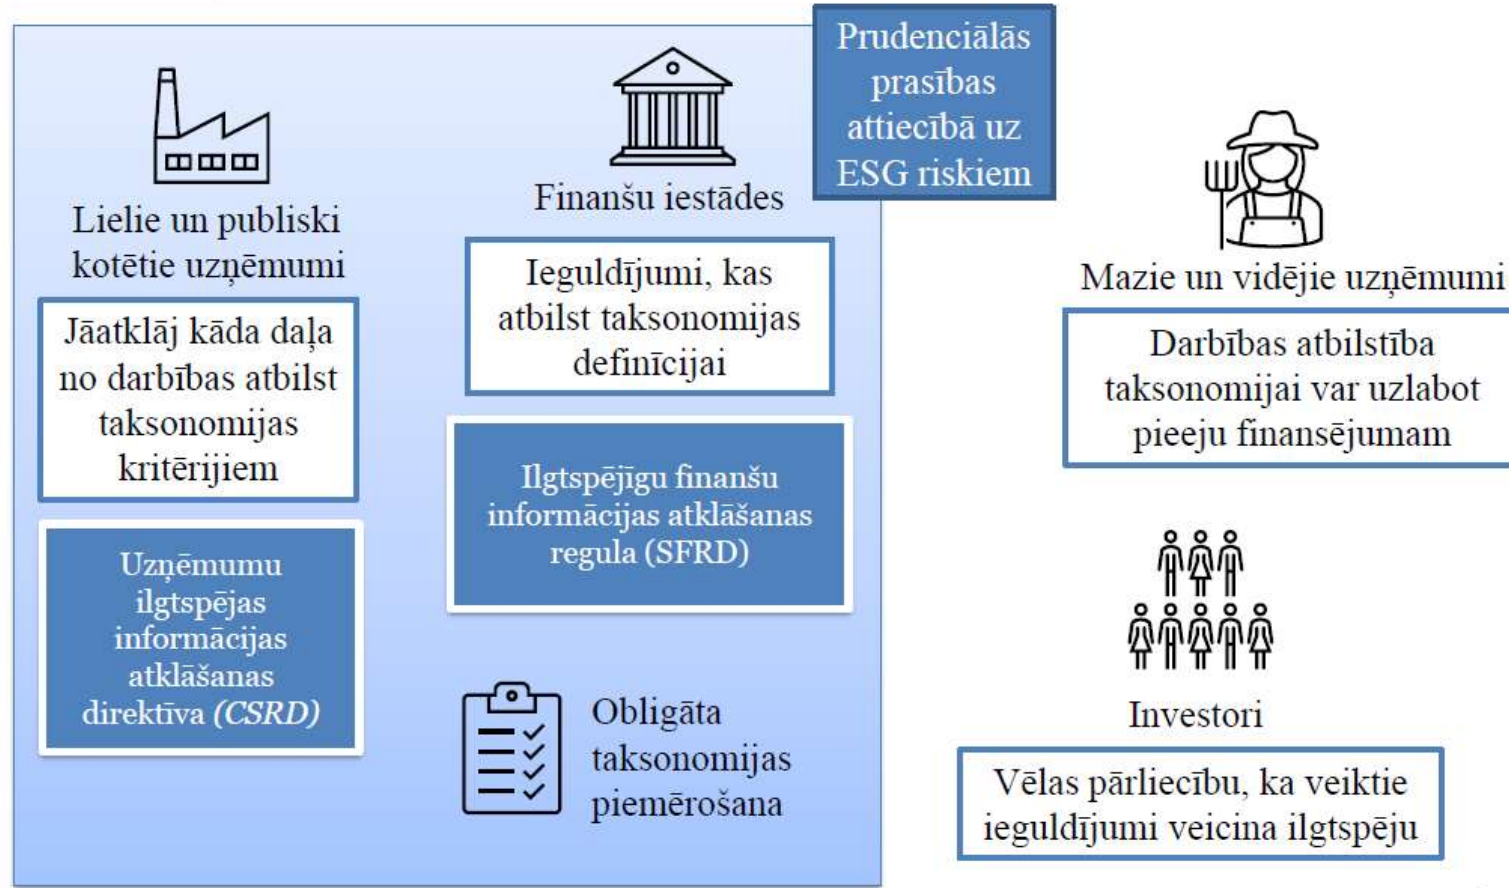 Lielie un publiski
kotētie uzņēmumi
Jāatklāj kāda daļa
no darbības atbilst
taksonomijas
kritērijiem
Uzņēmumu
ilgtspējas
informācijas
atklāšanas
direktīva (CSRD)
Finanšu iestādes
Ieguldījumi, kas
atbilst taksonomijas
definīcijai
Ilgtspējīgu finanšu
informācijas atklāšanas
regula (SFRD)
Obligāta
taksonomijas
piemērošana
Prudenciālās
prasības
attiecībā uz
ESG riskiem
Mazie un vidējie uzņēmumi
Darbības atbilstība
taksonomijai var uzlabot
pieeju finansējumam
Investori
Vēlas pārliecību, ka veiktie
ieguldījumi veicina ilgtspēju